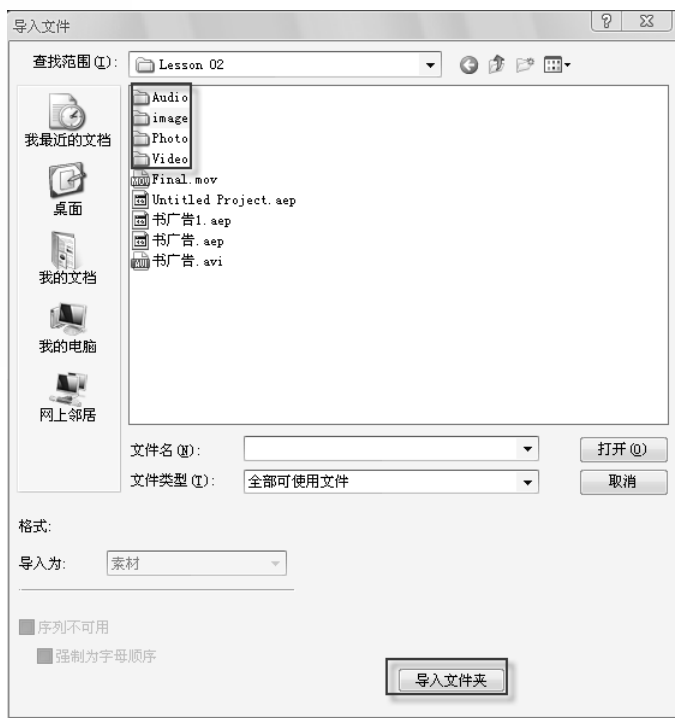 导入文件
查找范围(I): Lesson 02
Audio
image
Photo
Video
Final.mov
Untitled Project.aep
书广告1.aep
书广告.aep
书广告.avi
我最近的文档
桌面
我的文档
我的电脑
网上邻居
文件名(N): 打开(O)
文件类型(T): 全部可使用文件 取消
格式:
导入为: 素材
序列不可用
强制为字母顺序
导入文件夹